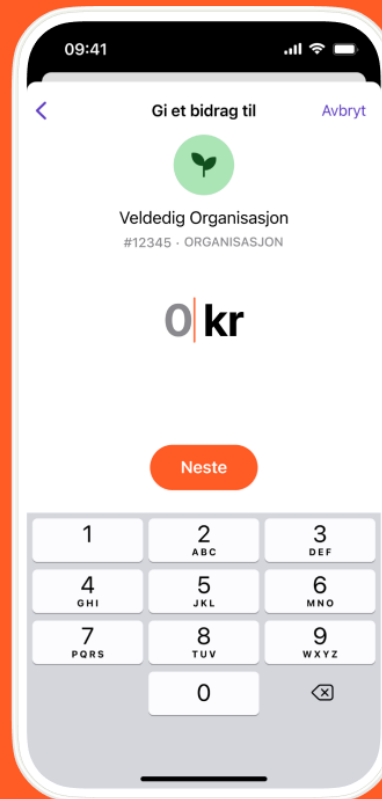 09:41
Gi et bidrag til
Avbryt
Veldedig Organisasjon
#12345 · ORGANISASJON
0 kr
Neste
1 2 3
ABC DEF
4 5 6
GHI JKL MNO
7 8 9
PQRS TUV WXYZ
0